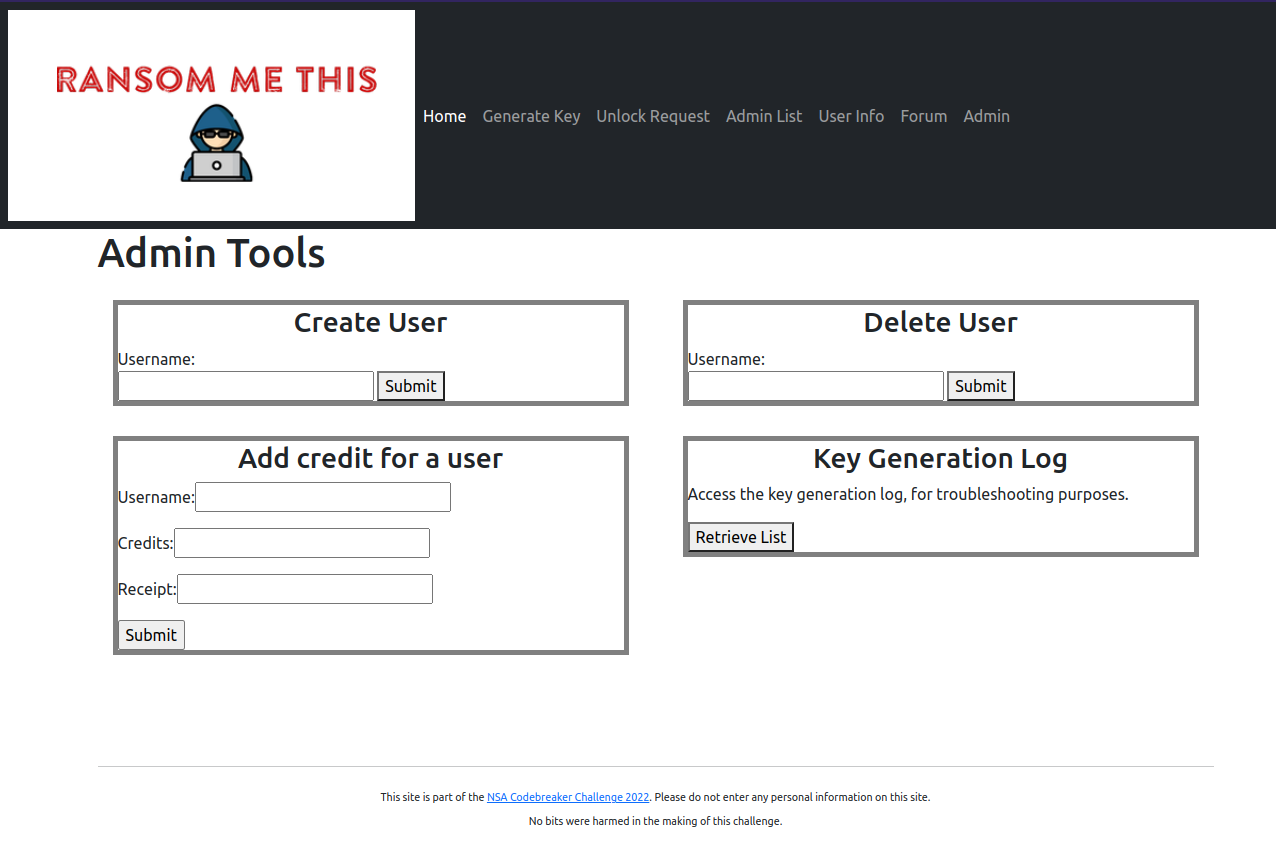 RANSOM ME THIS
Home Generate Key Unlock Request Admin List User Info Forum Admin
Admin Tools
Create User
Username:
Submit
Delete User
Username:
Submit
Add credit for a user
Username:
Credits:
Receipt:
Submit
Key Generation Log
Access the key generation log, for troubleshooting purposes.
Retrieve List
This site is part of the NSA Codebreaker Challenge 2022. Please do not enter any personal information on this site.
No bits were harmed in the making of this challenge.